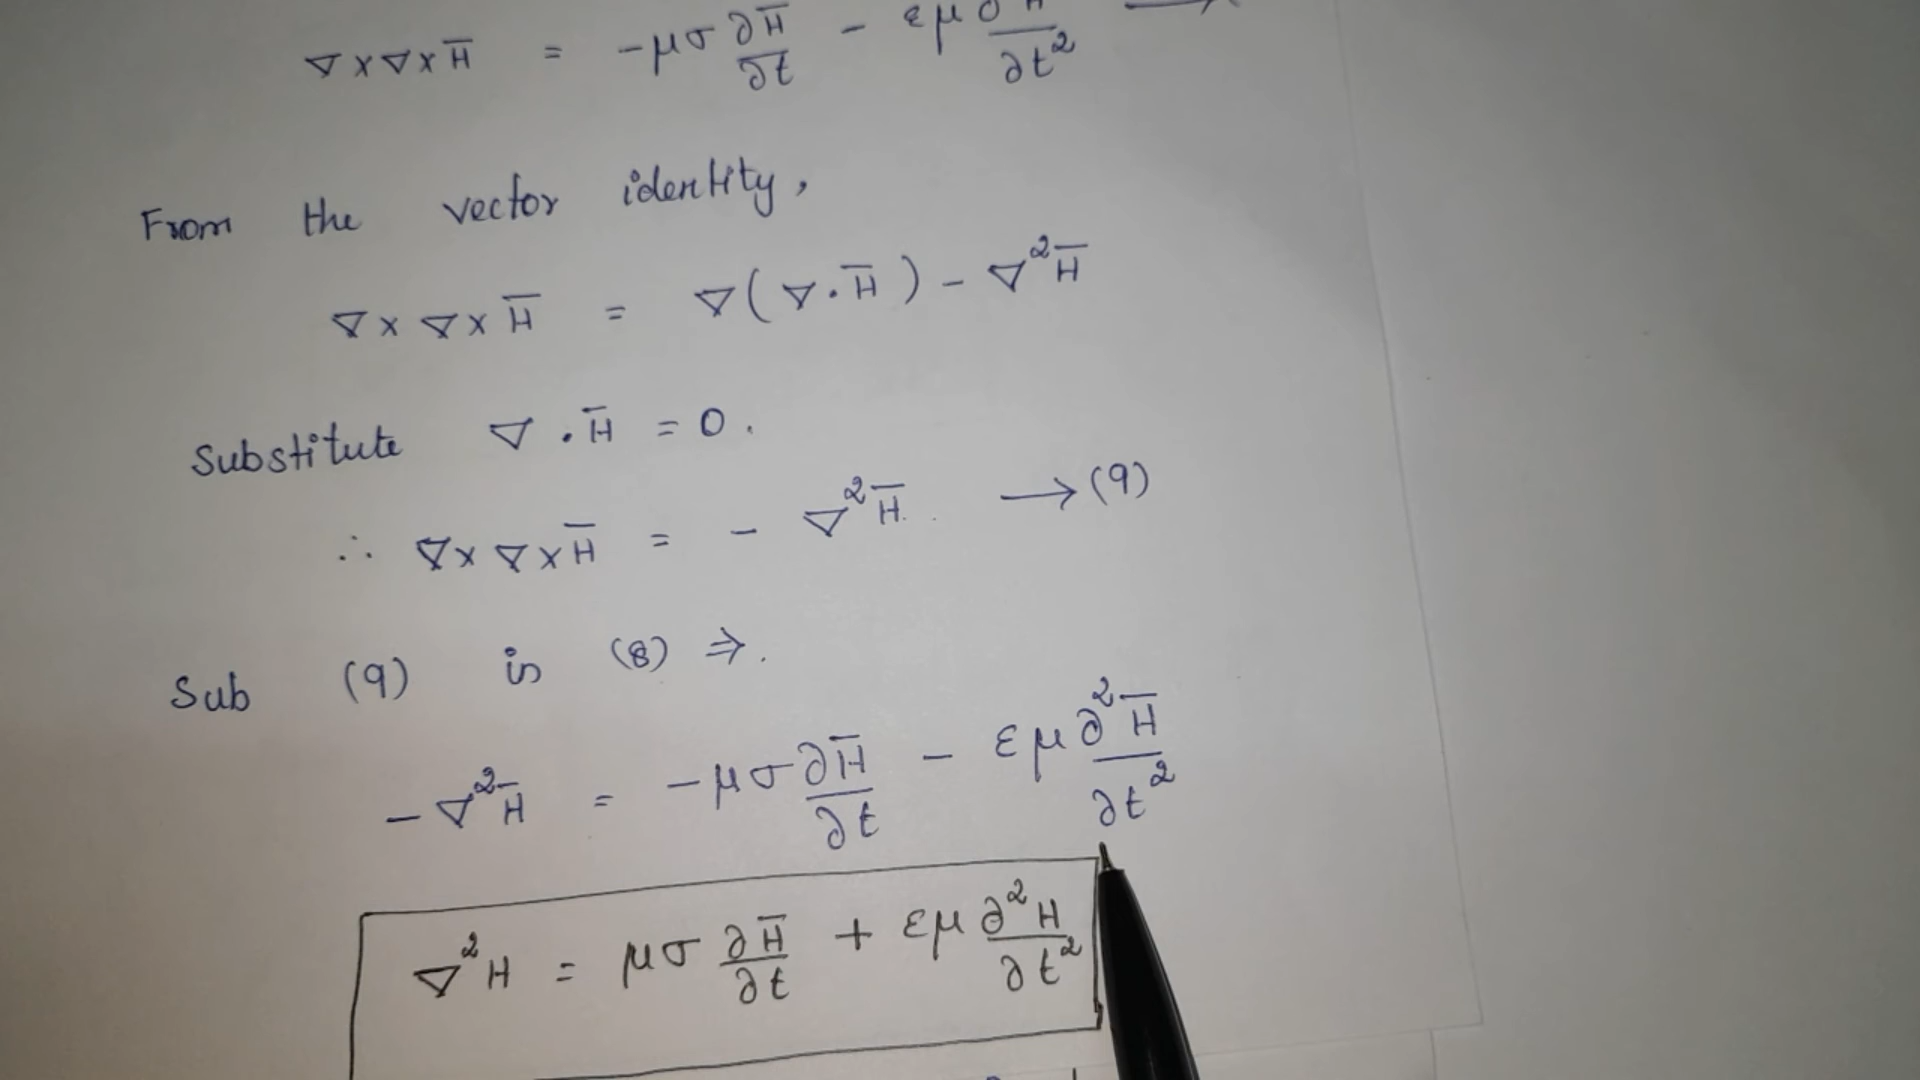 ∇×∇×H̅ = -μσ ∂H̅/∂t - εμ ∂²H̅/∂t² →
From the vector identity,
∇×∇×H̅ = ∇(∇.H̅) - ∇²H̅
Substitute ∇.H̅ = 0.
∴ ∇×∇×H̅ = - ∇²H̅. → (9)
Sub (9) is (8) ⇒.
-∇²H̅ = -μσ ∂H̅/∂t - εμ ∂²H̅/∂t²
∇²H = μσ ∂H̅/∂t + εμ ∂²H/∂t²